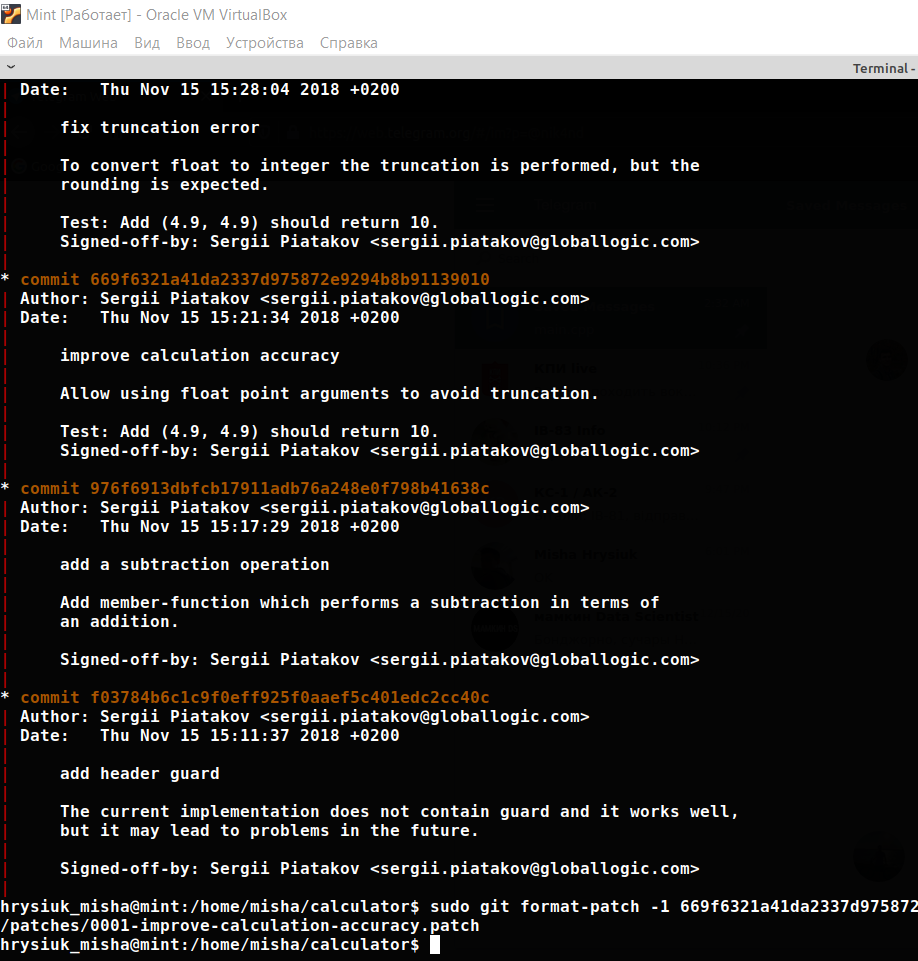 Mint [Работает] - Oracle VM VirtualBox
Файл Машина Вид Ввод Устройства Справка
Terminal -
| Date:   Thu Nov 15 15:28:04 2018 +0200
|
|     fix truncation error
|
|     To convert float to integer the truncation is performed, but the
|     rounding is expected.
|
|     Test: Add (4.9, 4.9) should return 10.
|     Signed-off-by: Sergii Piatakov <sergii.piatakov@globallogic.com>
|
* commit 669f6321a41da2337d975872e9294b8b91139010
| Author: Sergii Piatakov <sergii.piatakov@globallogic.com>
| Date:   Thu Nov 15 15:21:34 2018 +0200
|
|     improve calculation accuracy
|
|     Allow using float point arguments to avoid truncation.
|
|     Test: Add (4.9, 4.9) should return 10.
|     Signed-off-by: Sergii Piatakov <sergii.piatakov@globallogic.com>
|
* commit 976f6913dbfcb17911adb76a248e0f798b41638c
| Author: Sergii Piatakov <sergii.piatakov@globallogic.com>
| Date:   Thu Nov 15 15:17:29 2018 +0200
|
|     add a subtraction operation
|
|     Add member-function which performs a subtraction in terms of
|     an addition.
|
|     Signed-off-by: Sergii Piatakov <sergii.piatakov@globallogic.com>
|
* commit f03784b6c1c9f0eff925f0aaef5c401edc2cc40c
| Author: Sergii Piatakov <sergii.piatakov@globallogic.com>
| Date:   Thu Nov 15 15:11:37 2018 +0200
|
|     add header guard
|
|     The current implementation does not contain guard and it works well,
|     but it may lead to problems in the future.
|
|     Signed-off-by: Sergii Piatakov <sergii.piatakov@globallogic.com>
|
hrysiuk_misha@mint:/home/misha/calculator$ sudo git format-patch -1 669f6321a41da2337d975872
/patches/0001-improve-calculation-accuracy.patch
hrysiuk_misha@mint:/home/misha/calculator$